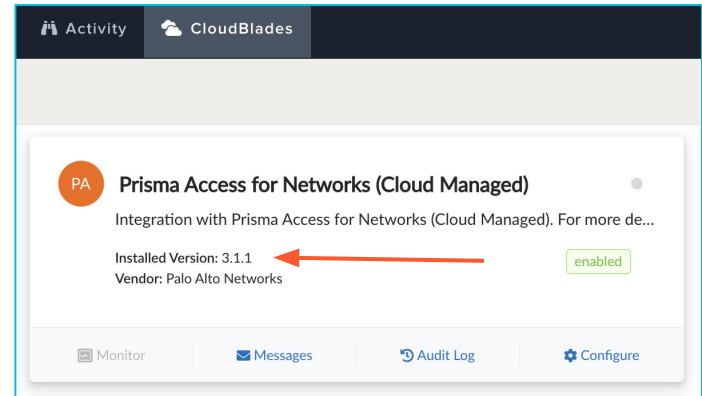 Activity
CloudBlades
PA
Prisma Access for Networks (Cloud Managed)
Integration with Prisma Access for Networks (Cloud Managed). For more de...
Installed Version: 3.1.1
enabled
Vendor: Palo Alto Networks
Monitor
Messages
Audit Log
Configure